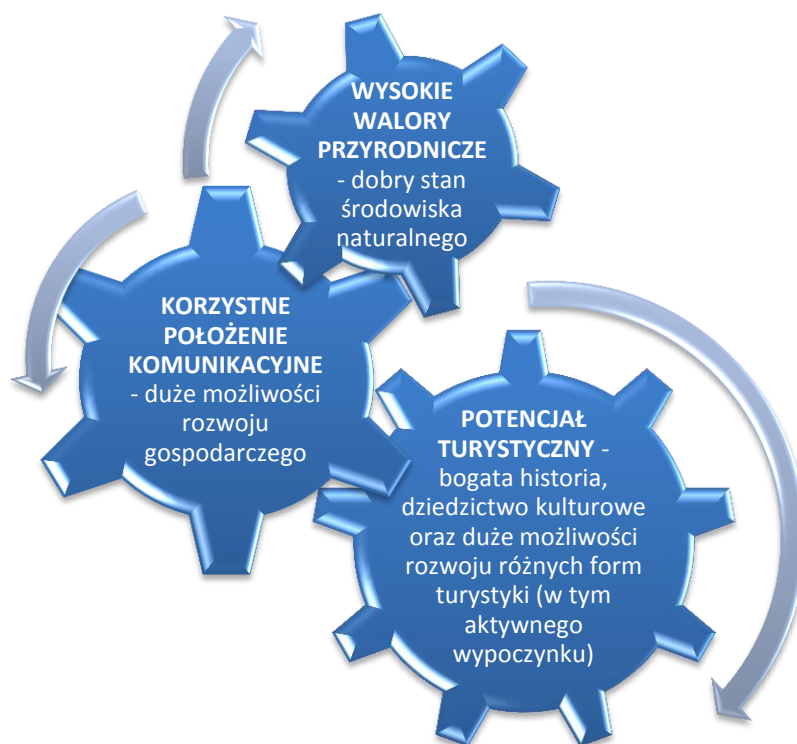 WYSOKIE
WALORY
PRZYRODNICZE
- dobry stan
środowiska
naturalnego
KORZYSTNE
POŁOŻENIE
KOMUNIKACYJNE
- duże możliwości
rozwoju
gospodarczego
POTENCJAŁ
TURYSTYCZNY -
bogata historia,
dziedzictwo kulturowe
oraz duże możliwości
rozwoju różnych form
turystyki (w tym
aktywnego
wypoczynku)